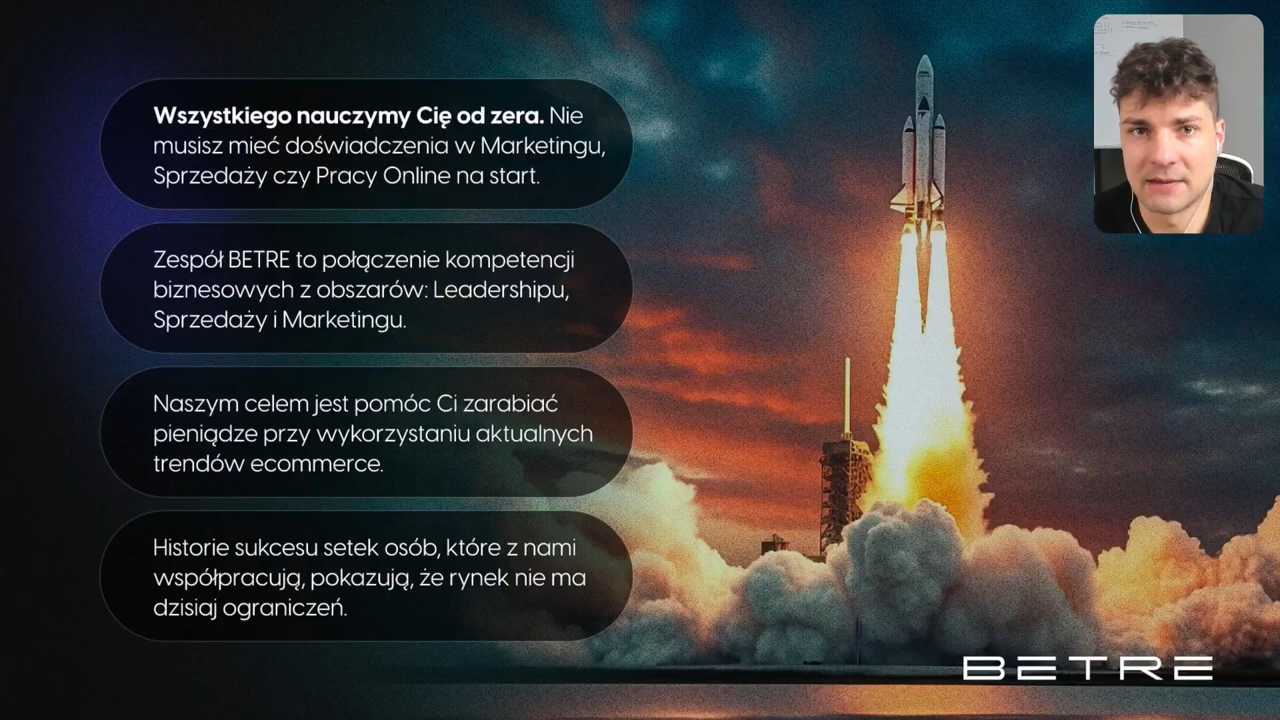 Wszystkiego nauczymy Cię od zera. Nie
musisz mieć doświadczenia w Marketingu,
Sprzedaży czy Pracy Online na start.
Zespół BETRE to połączenie kompetencji
biznesowych z obszarów: Leadershipu,
Sprzedaży i Marketingu.
Naszym celem jest pomóc Ci zarabiać
pieniądze przy wykorzystaniu aktualnych
trendów ecommerce.
Historie sukcesu setek osób, które z nami
współpracują, pokazują, że rynek nie ma
dzisiaj ograniczeń.
BETRE